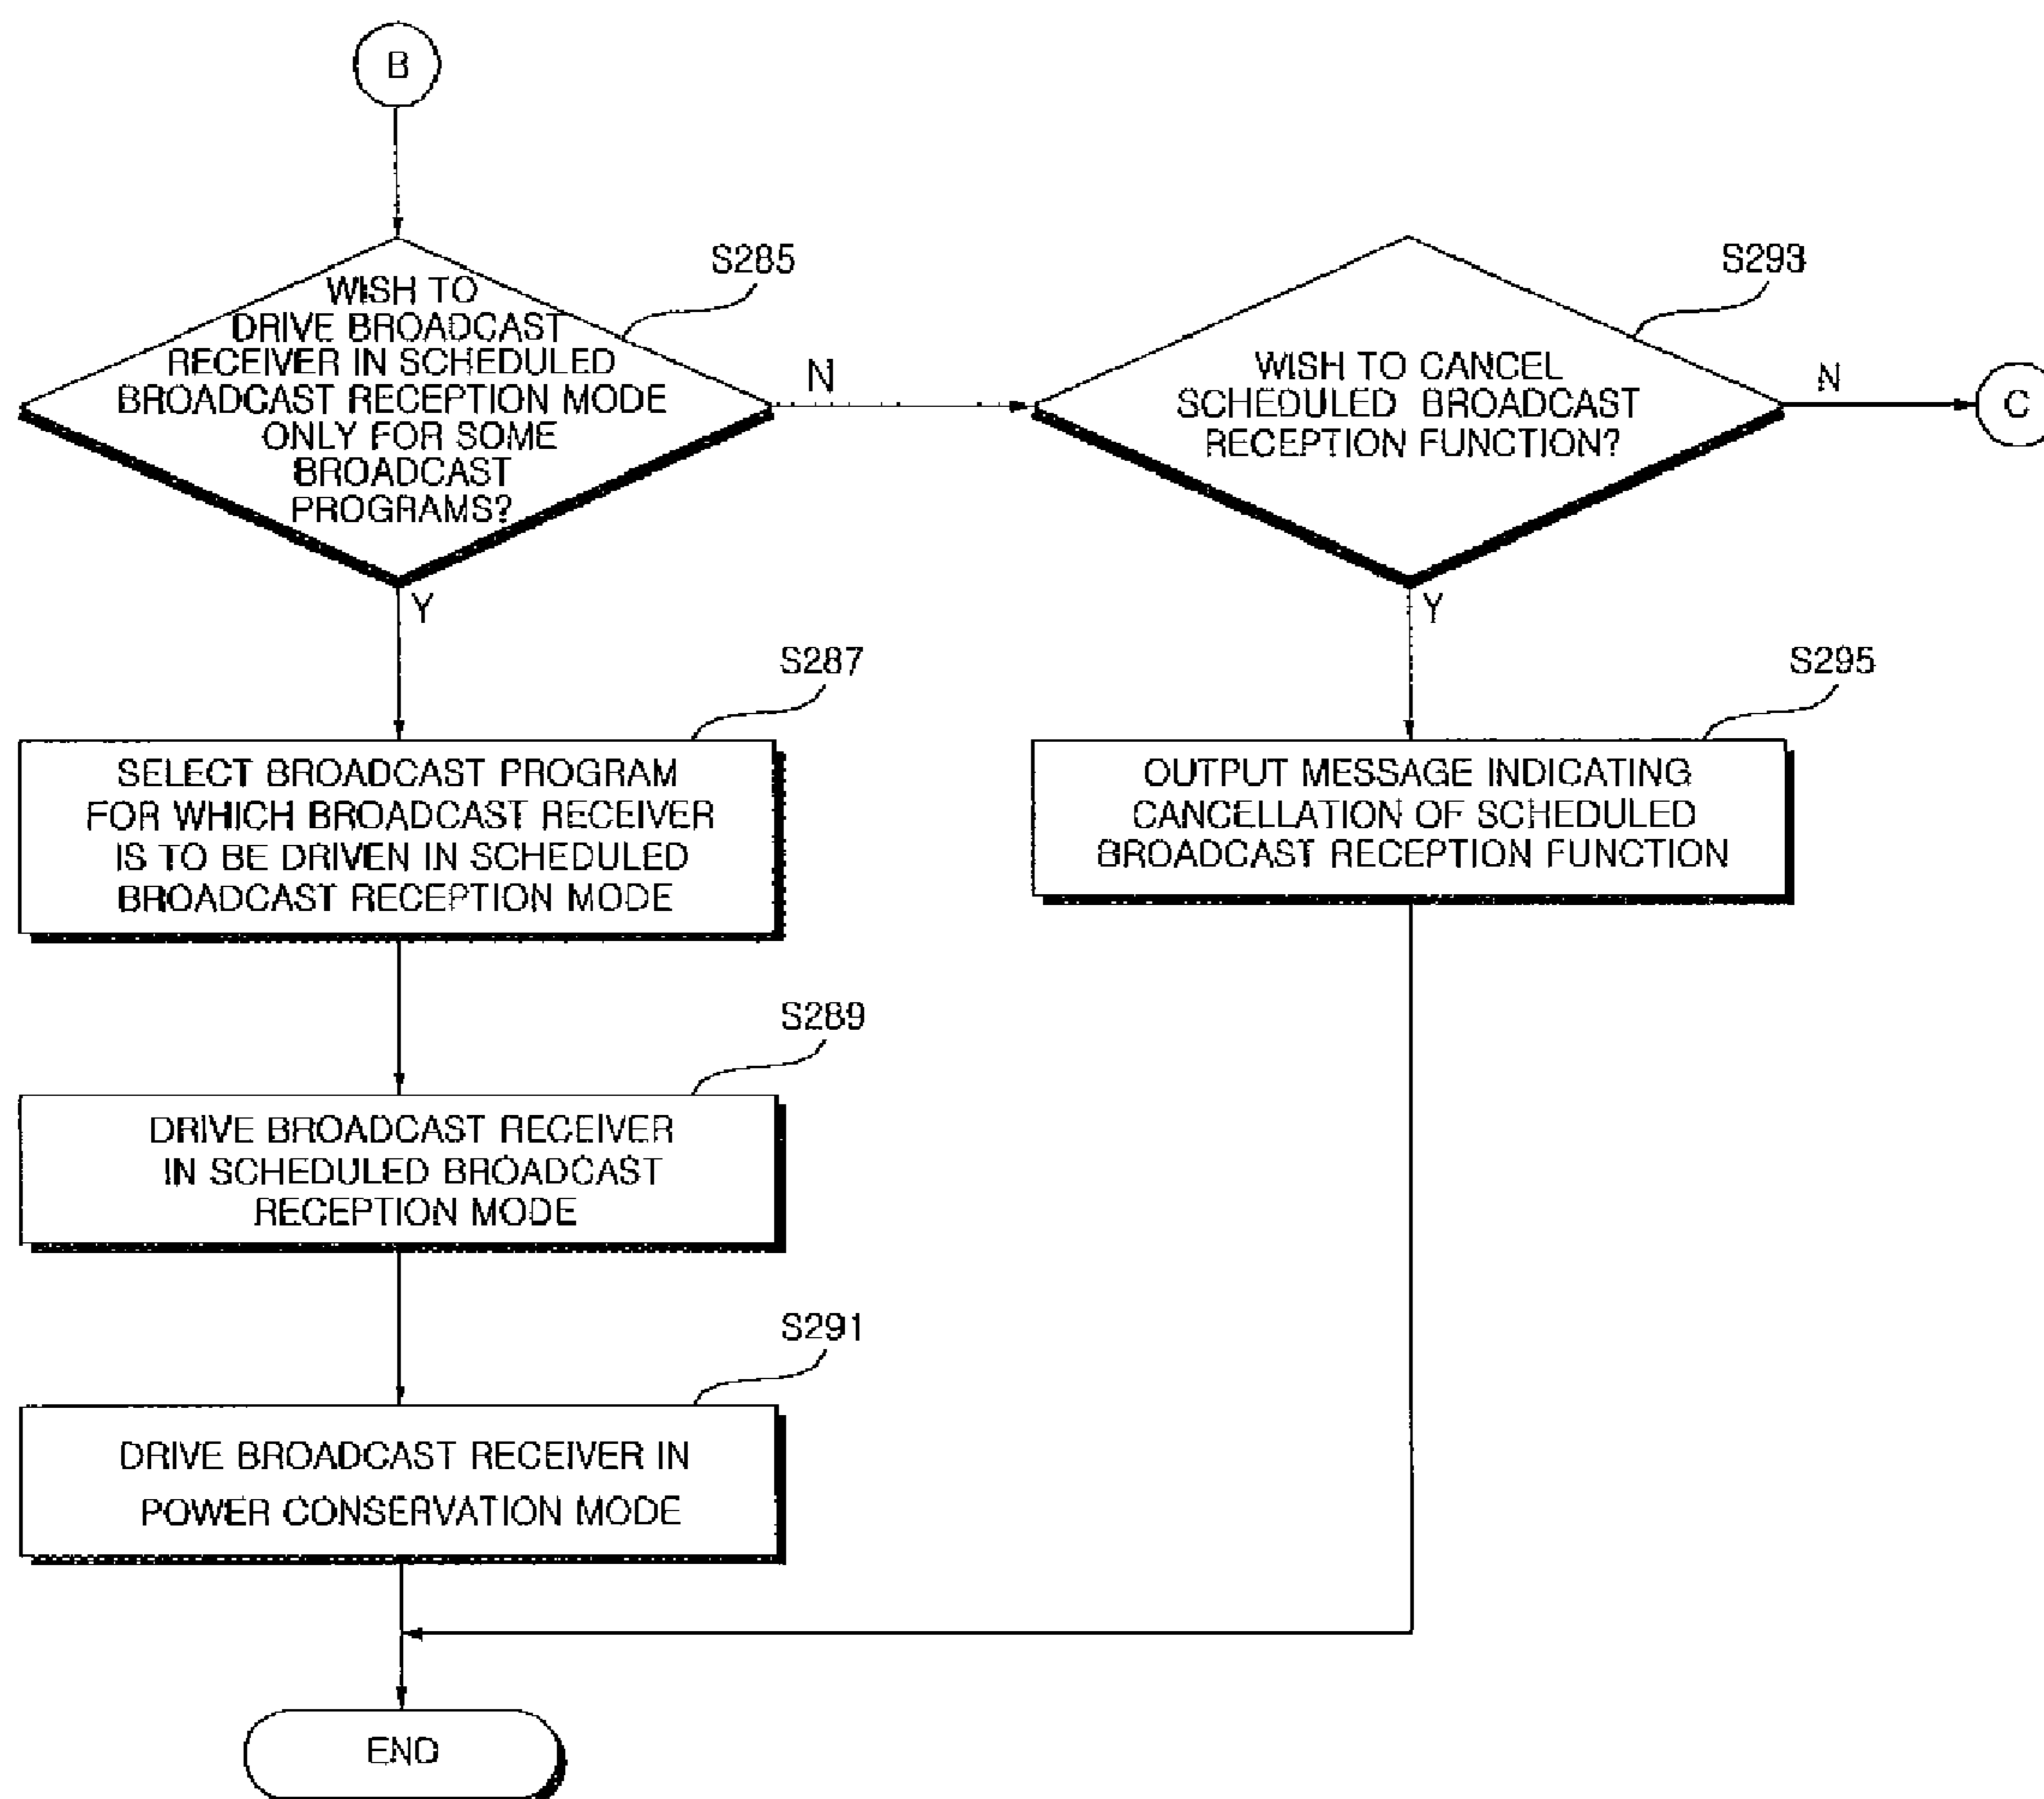 B
S285
WISH TO
DRIVE BROADCAST
RECEIVER IN SCHEDULED
BROADCAST RECEPTION MODE
ONLY FOR SOME
BROADCAST
PROGRAMS?
N
Y
S293
WISH TO CANCEL
SCHEDULED BROADCAST
RECEPTION FUNCTION?
N
C
Y
S287
SELECT BROADCAST PROGRAM
FOR WHICH BROADCAST RECEIVER
IS TO BE DRIVEN IN SCHEDULED
BROADCAST RECEPTION MODE
S295
OUTPUT MESSAGE INDICATING
CANCELLATION OF SCHEDULED
BROADCAST RECEPTION FUNCTION
S289
DRIVE BROADCAST RECEIVER
IN SCHEDULED BROADCAST
RECEPTION MODE
S291
DRIVE BROADCAST RECEIVER IN
POWER CONSERVATION MODE
END